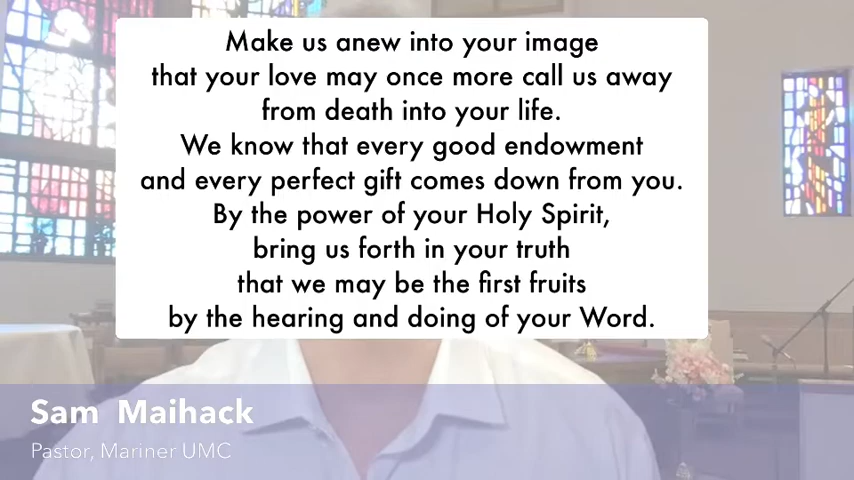 Make us anew into your image
that your love may once more call us away
from death into your life.
We know that every good endowment
and every perfect gift comes down from you.
By the power of your Holy Spirit,
bring us forth in your truth
that we may be the first fruits
by the hearing and doing of your Word.
Sam Maihack
Pastor, Mariner UMC